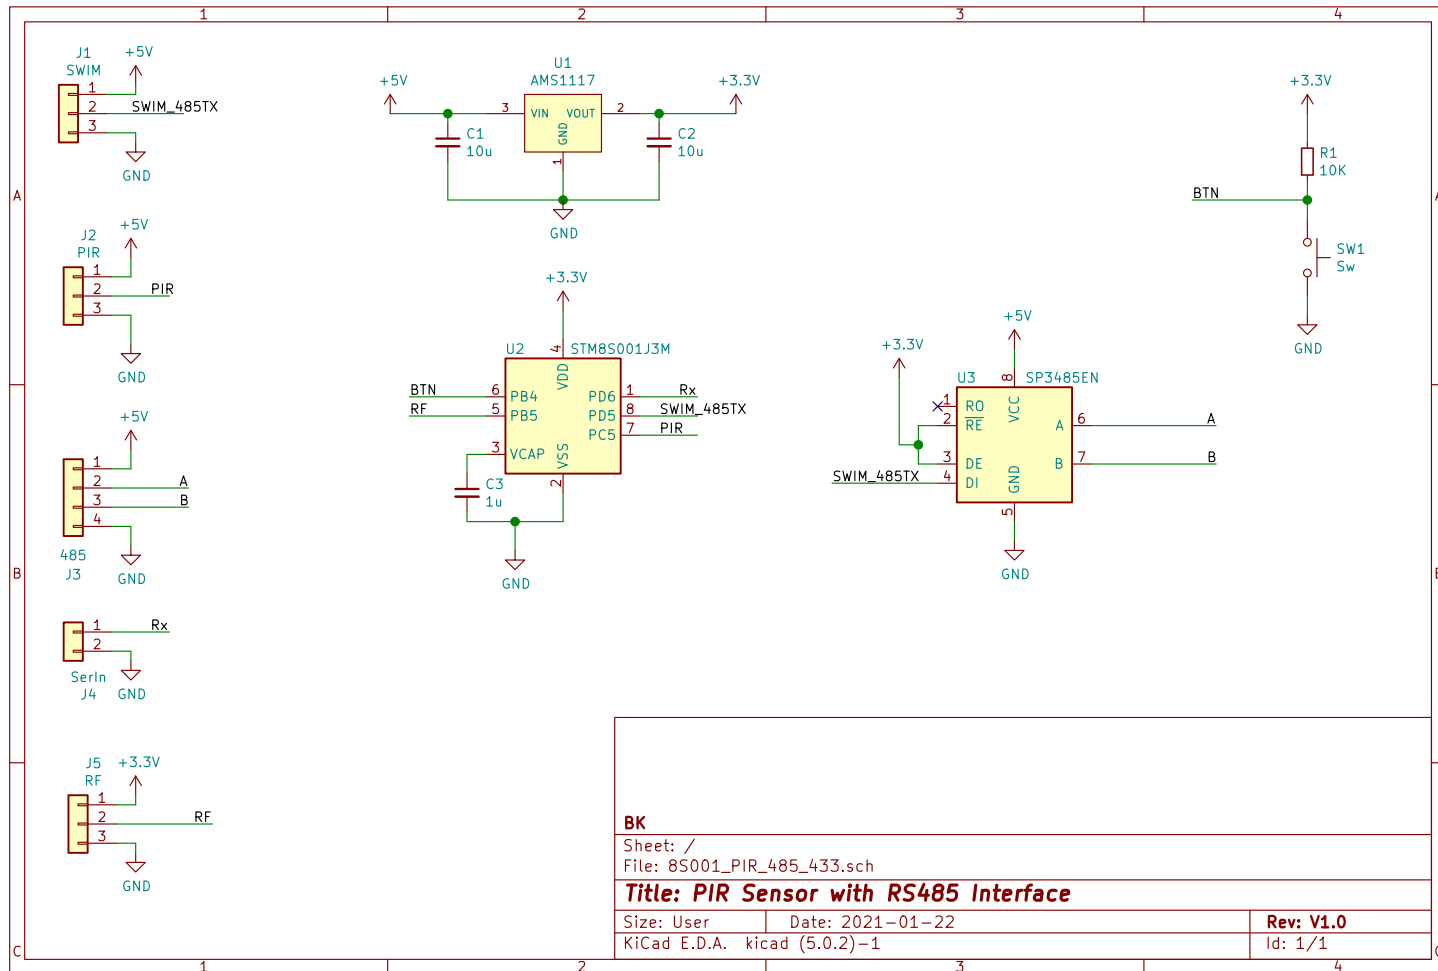 1 2 3 4
A
B
C
A
B
C
1 2 3 4
J1
SWIM
+5V
1
2
3
SWIM_485TX
GND
J2
PIR
+5V
1
2
3
PIR
GND
+5V
1
2
3
4
A
B
485
J3
GND
1
2
Rx
SerIn
J4
GND
J5
RF
+3.3V
1
2
3
RF
GND
U1
AMS1117
+5V
+3.3V
3
VIN
VOUT
2
GND
1
C1
10u
C2
10u
GND
+3.3V
U2
STM8S001J3M
4
VDD
BTN
6
PB4
PD6
1
Rx
RF
5
PB5
PD5
8
SWIM_485TX
PC5
7
PIR
3
VCAP
VSS
2
C3
1u
GND
+5V
+3.3V
U3
SP3485EN
8
VCC
1
RO
2
RE
3
DE
SWIM_485TX
4
DI
A
6
A
B
7
B
GND
5
GND
+3.3V
R1
10K
BTN
SW1
Sw
GND
BK
Sheet: /
File: 8S001_PIR_485_433.sch
Title: PIR Sensor with RS485 Interface
Size: User Date: 2021-01-22 Rev: V1.0
KiCad E.D.A. kicad (5.0.2)-1 Id: 1/1